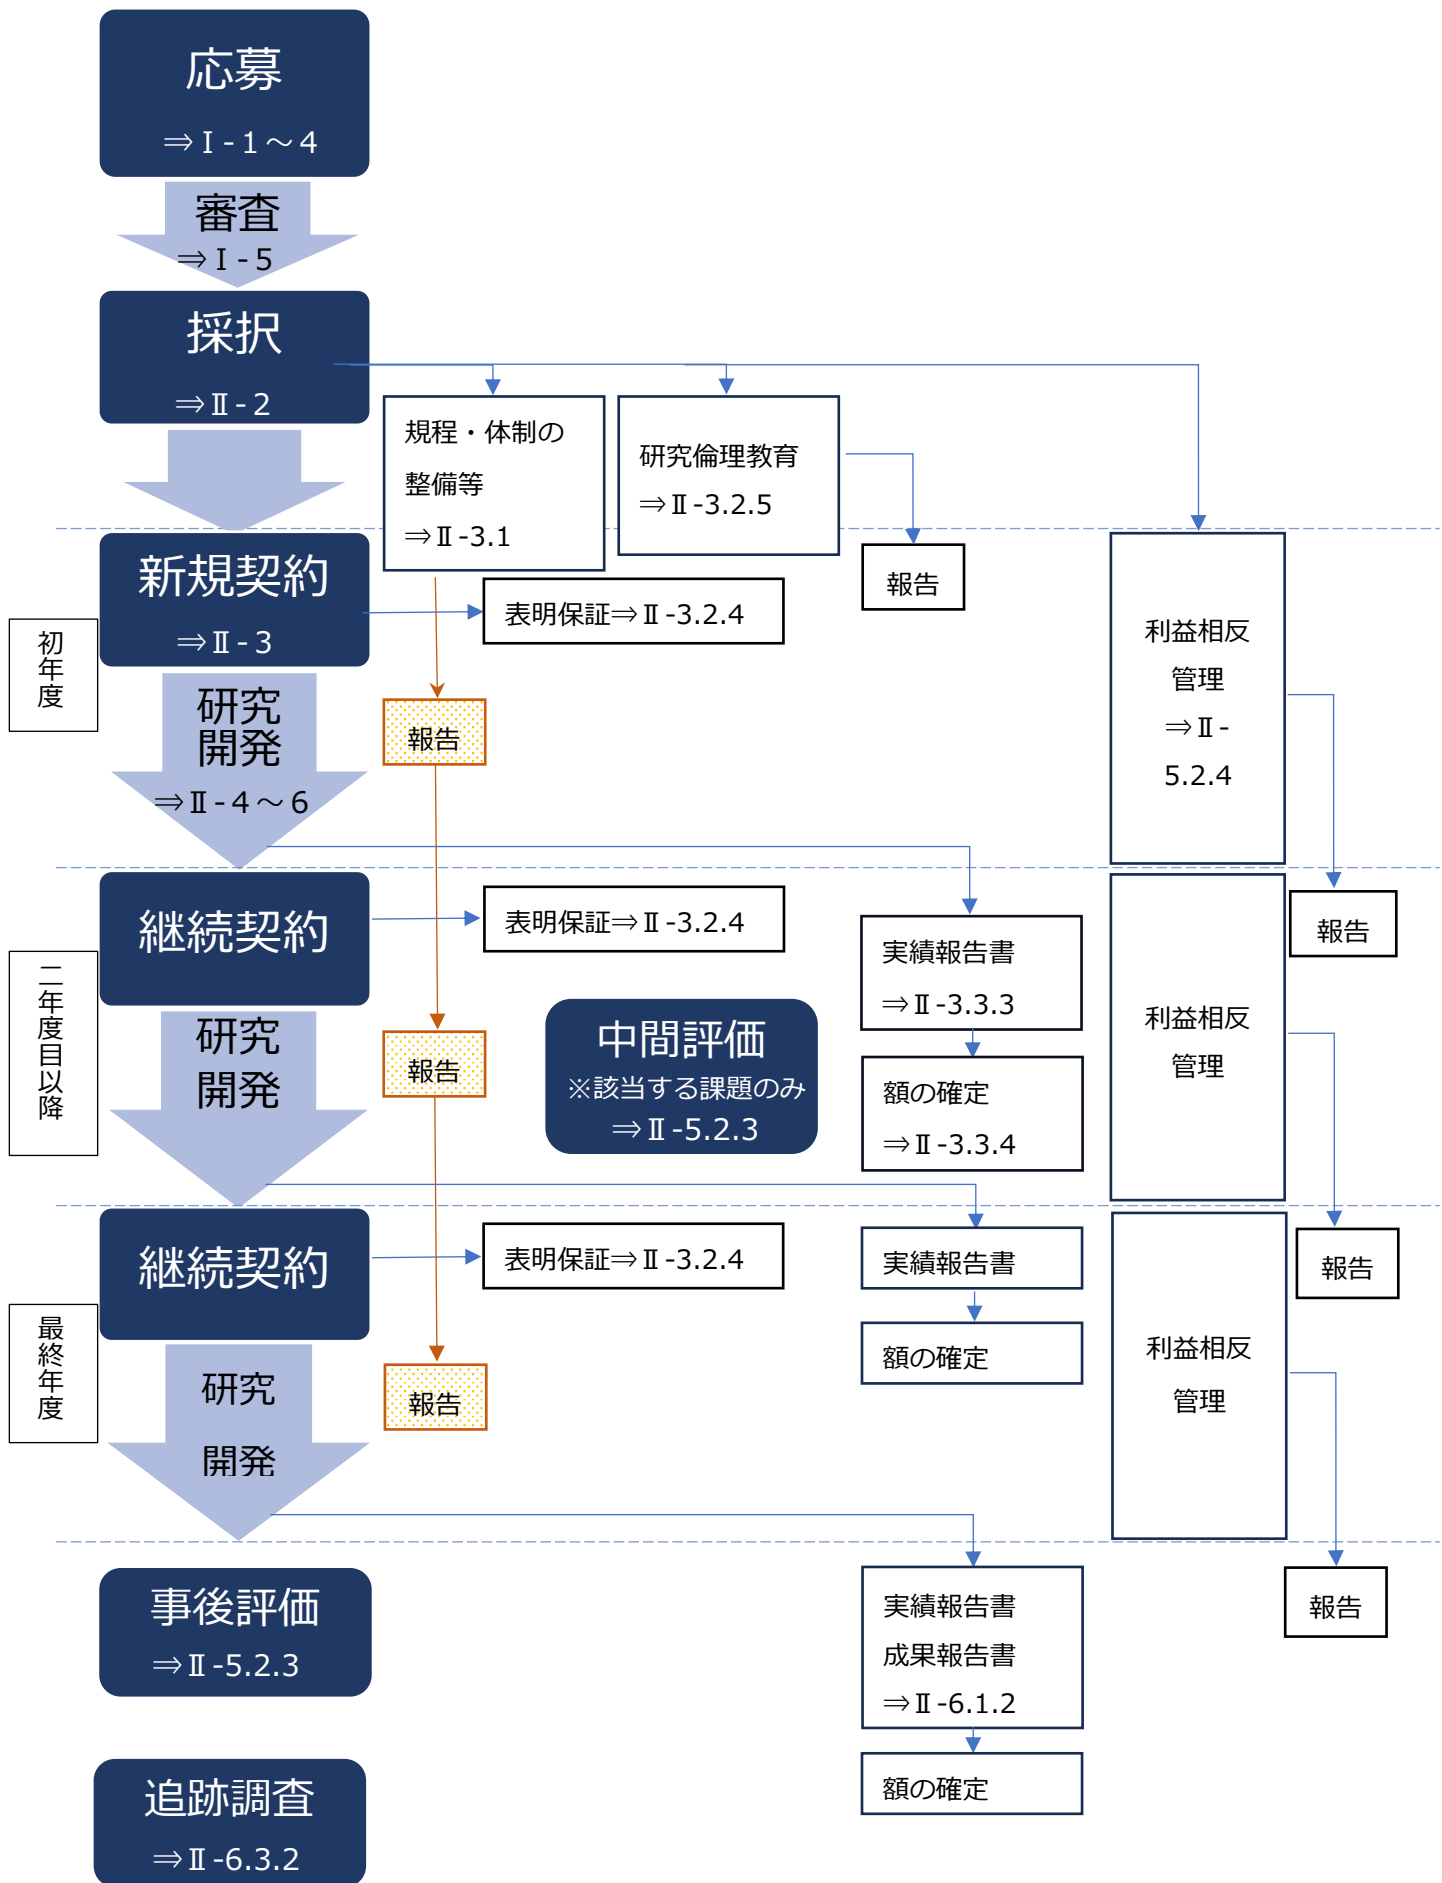 応募
⇒Ⅰ-1～4
審査
⇒Ⅰ-5
採択
⇒Ⅱ-2
規程・体制の
整備等
⇒Ⅱ-3.1
研究倫理教育
⇒Ⅱ-3.2.5
報告
初年度
新規契約
⇒Ⅱ-3
表明保証⇒Ⅱ-3.2.4
利益相反
管理
⇒Ⅱ-
5.2.4
研究
開発
⇒Ⅱ-4～6
報告
継続契約
表明保証⇒Ⅱ-3.2.4
実績報告書
⇒Ⅱ-3.3.3
報告
二年度目以降
研究
開発
報告
中間評価
※該当する課題のみ
⇒Ⅱ-5.2.3
額の確定
⇒Ⅱ-3.3.4
利益相反
管理
継続契約
表明保証⇒Ⅱ-3.2.4
実績報告書
報告
最終年度
研究
開発
報告
額の確定
利益相反
管理
事後評価
⇒Ⅱ-5.2.3
実績報告書
成果報告書
⇒Ⅱ-6.1.2
報告
額の確定
追跡調査
⇒Ⅱ-6.3.2